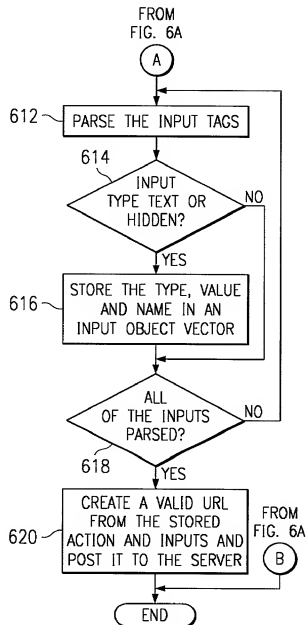 FROM
FIG. 6A
A
612
PARSE THE INPUT TAGS
614
INPUT
TYPE TEXT OR
HIDDEN?
NO
YES
616
STORE THE TYPE, VALUE
AND NAME IN AN
INPUT OBJECT VECTOR
ALL
OF THE INPUTS
PARSED?
NO
618
YES
620
CREATE A VALID URL
FROM THE STORED
ACTION AND INPUTS AND
POST IT TO THE SERVER
FROM
FIG. 6A
B
END